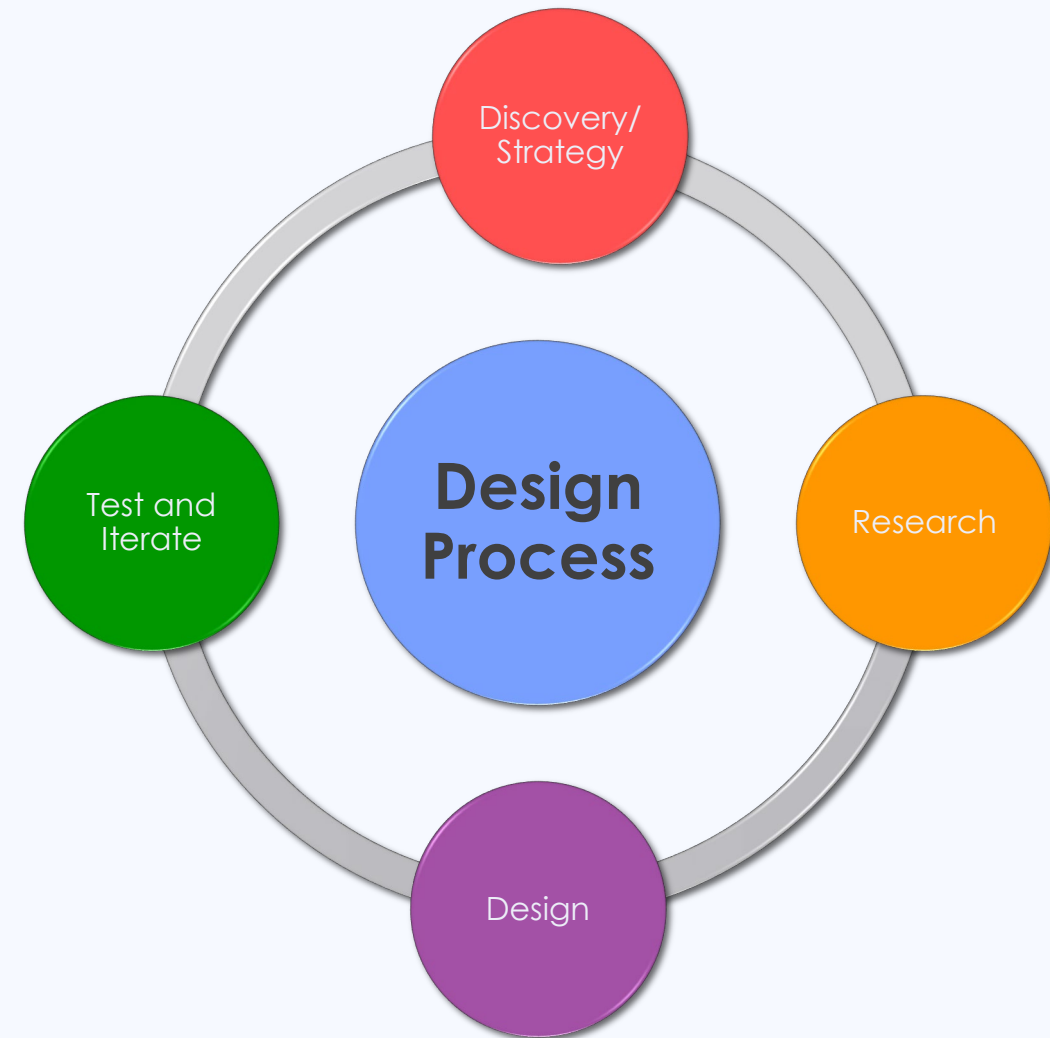 Discovery/
Strategy
Design
Process
Test and
Iterate
Research
Design